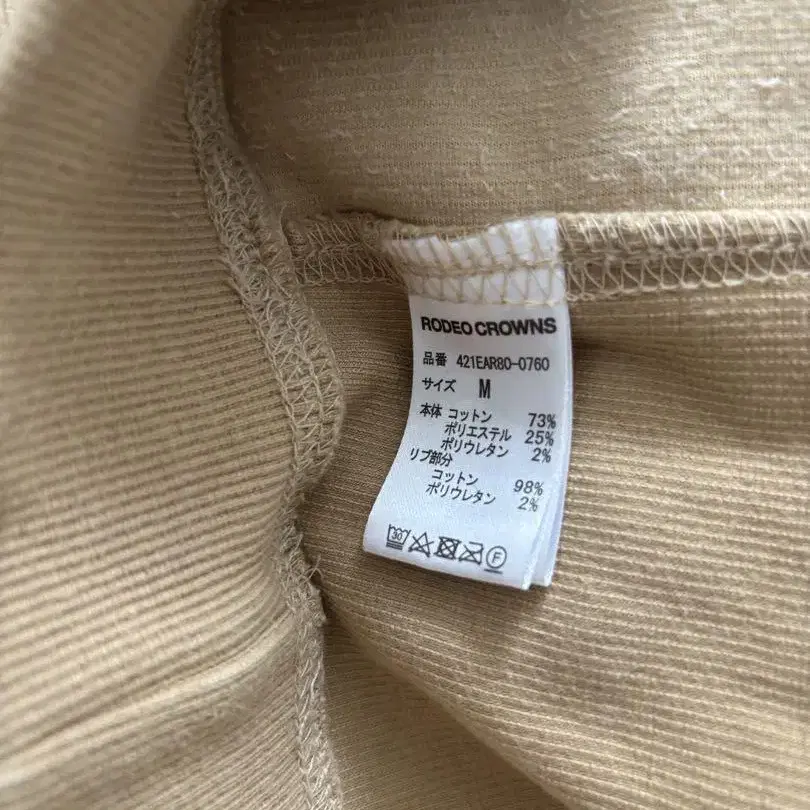 RODEO CROWNS
品番 421EAR80-0760
サイズ M
本体 コットン 73%
ポリエステル 25%
ポリウレタン 2%
リブ部分
コットン 98%
ポリウレタン 2%
30 F